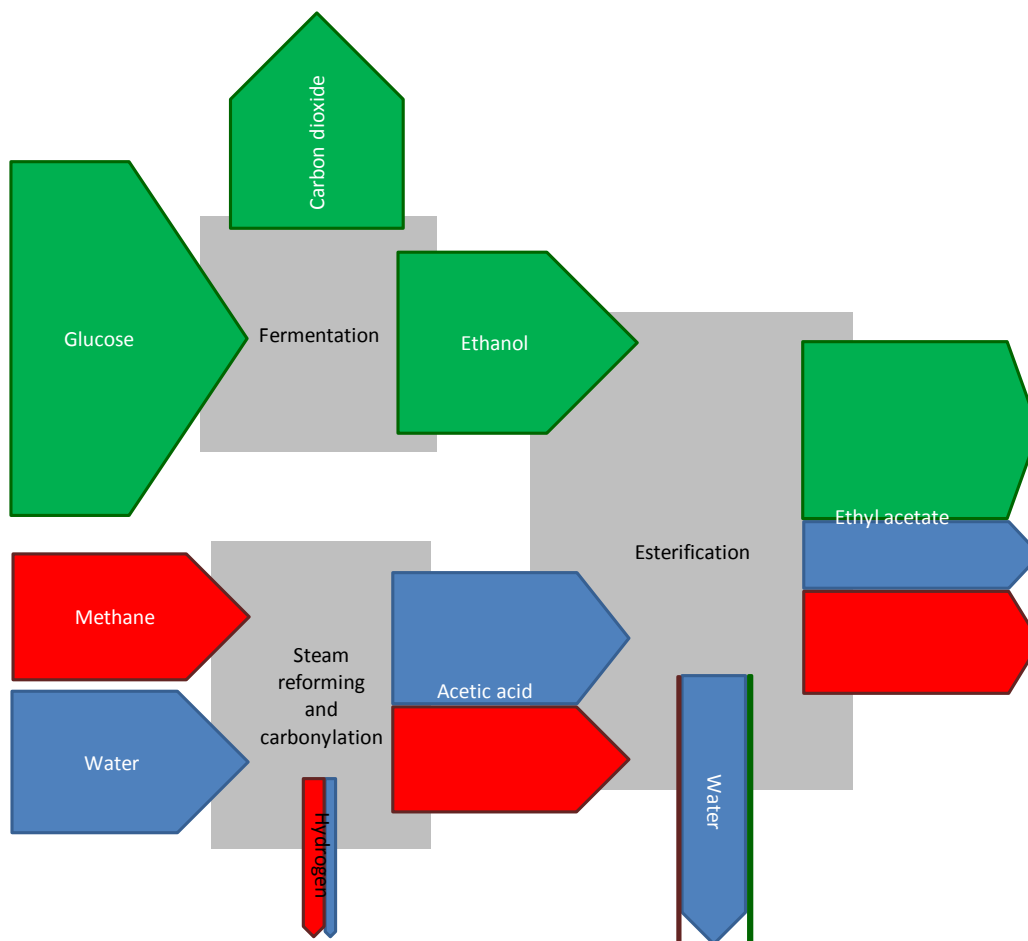 Carbon dioxide
Glucose
Fermentation
Ethanol
Ethyl acetate
Esterification
Methane
Steam
reforming
and
carbonylation
Acetic acid
Water
Hydrogen
Water